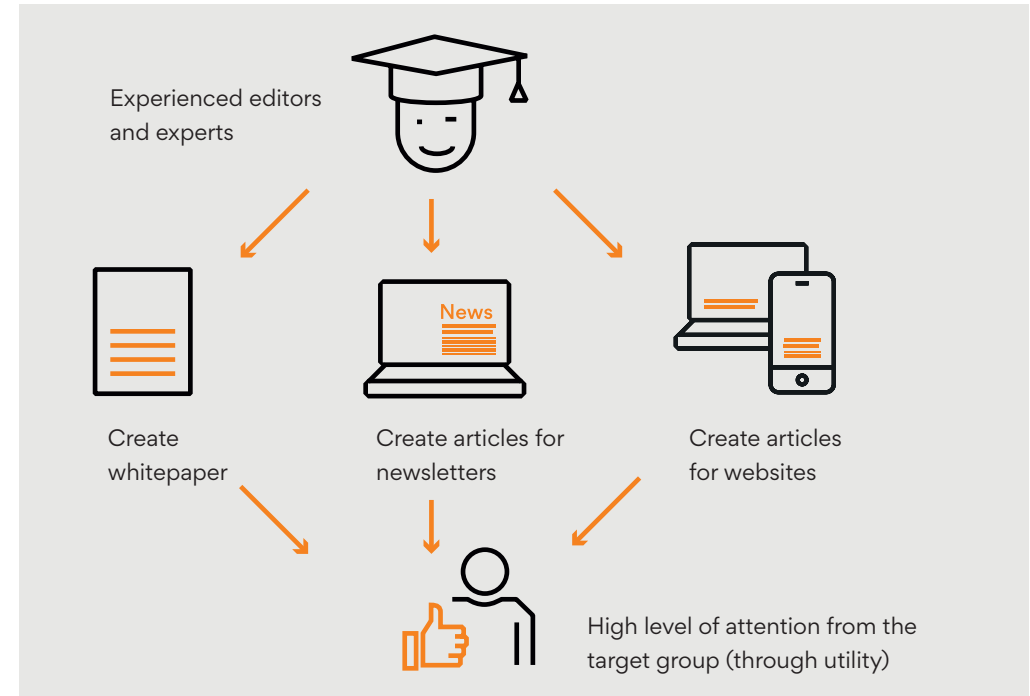 Experienced editors
and experts
News
Create
whitepaper
Create articles for
newsletters
Create articles
for websites
High level of attention from the
target group (through utility)